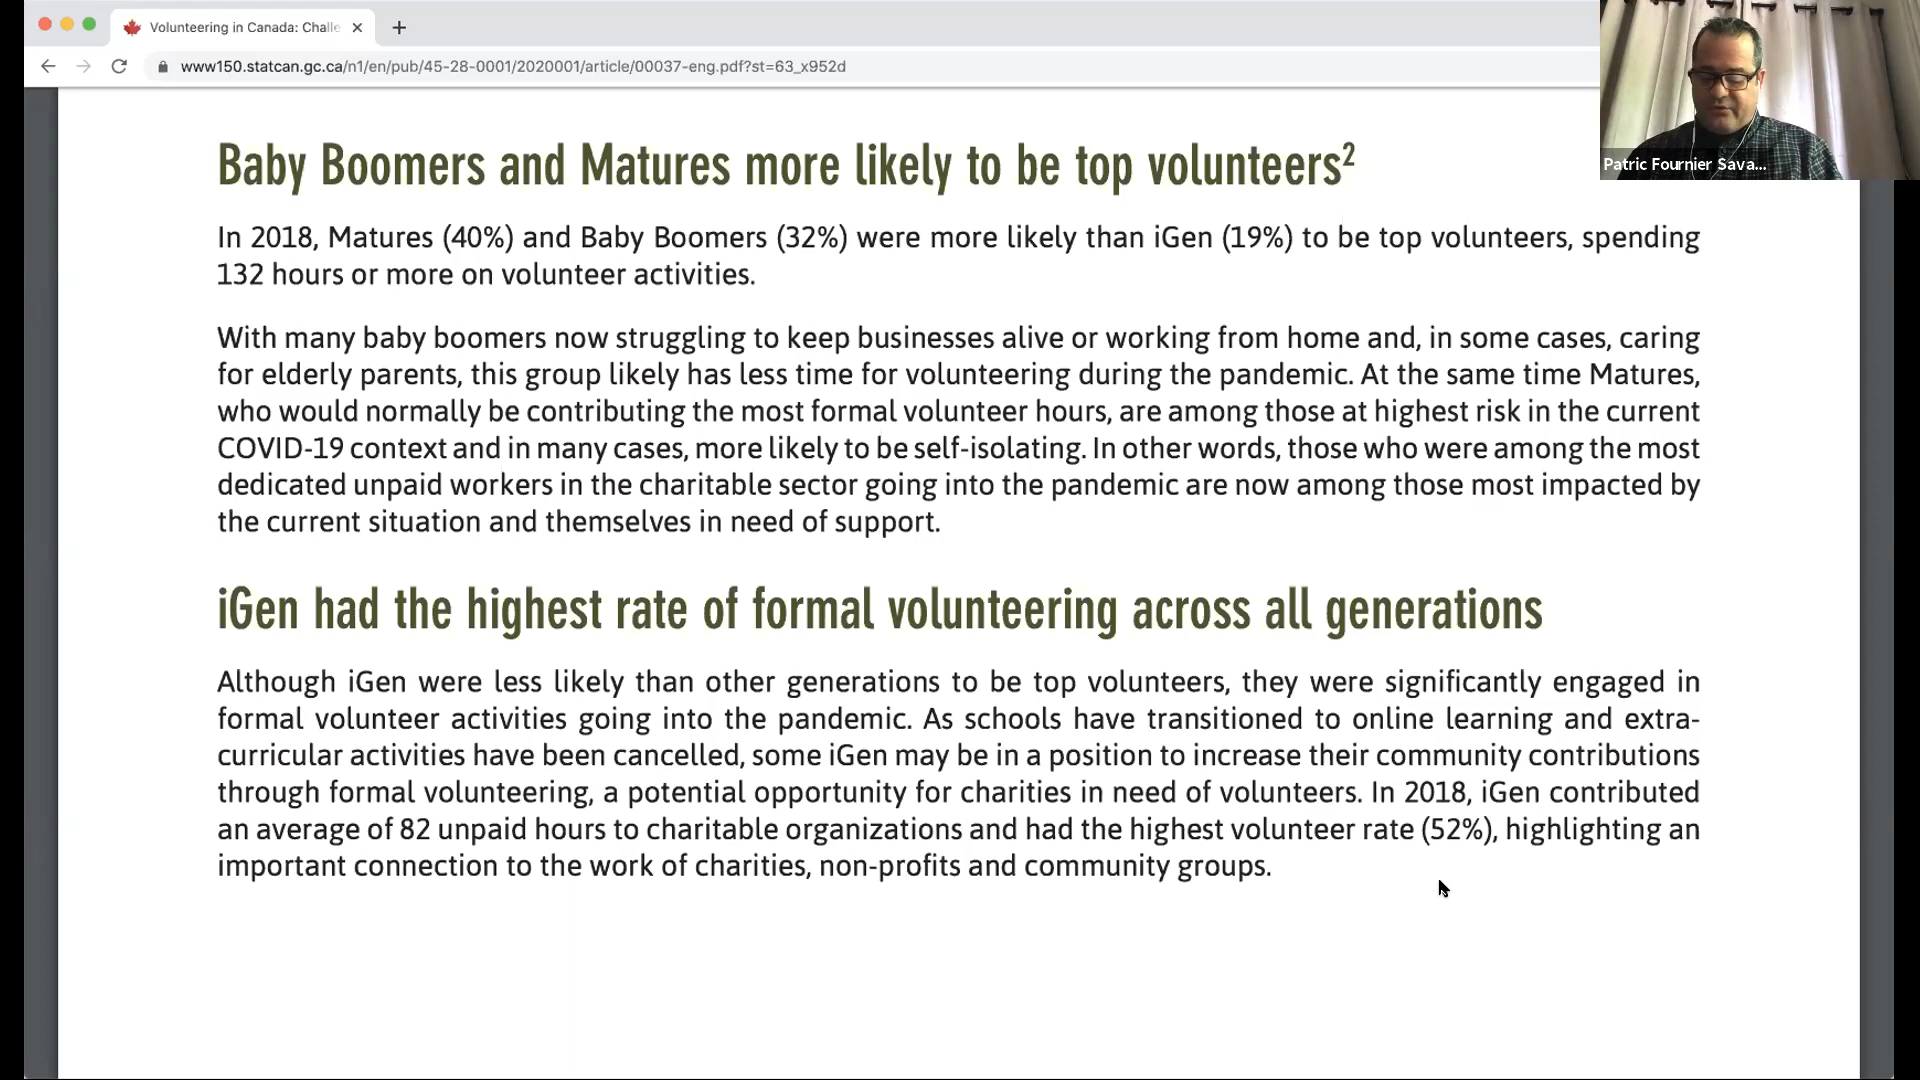 Volunteering in Canada: Challe
www150.statcan.gc.ca/n1/en/pub/45-28-0001/2020001/article/00037-eng.pdf?st=63_x952d
Patric Fournier Sava...
Baby Boomers and Matures more likely to be top volunteers²
In 2018, Matures (40%) and Baby Boomers (32%) were more likely than iGen (19%) to be top volunteers, spending
132 hours or more on volunteer activities.
With many baby boomers now struggling to keep businesses alive or working from home and, in some cases, caring
for elderly parents, this group likely has less time for volunteering during the pandemic. At the same time Matures,
who would normally be contributing the most formal volunteer hours, are among those at highest risk in the current
COVID-19 context and in many cases, more likely to be self-isolating. In other words, those who were among the most
dedicated unpaid workers in the charitable sector going into the pandemic are now among those most impacted by
the current situation and themselves in need of support.
iGen had the highest rate of formal volunteering across all generations
Although iGen were less likely than other generations to be top volunteers, they were significantly engaged in
formal volunteer activities going into the pandemic. As schools have transitioned to online learning and extra-
curricular activities have been cancelled, some iGen may be in a position to increase their community contributions
through formal volunteering, a potential opportunity for charities in need of volunteers. In 2018, iGen contributed
an average of 82 unpaid hours to charitable organizations and had the highest volunteer rate (52%), highlighting an
important connection to the work of charities, non-profits and community groups.